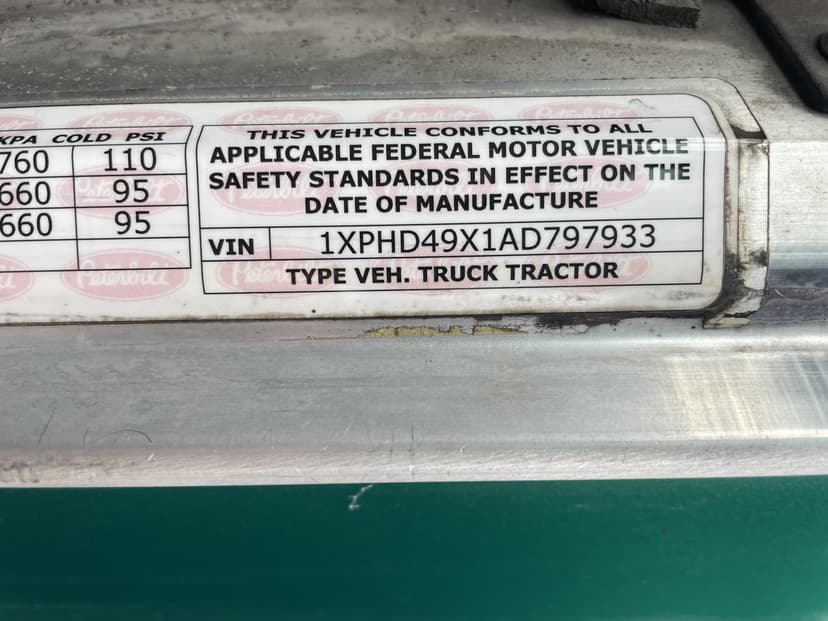 KPA COLD PSI
760 110
660 95
660 95
THIS VEHICLE CONFORMS TO ALL
APPLICABLE FEDERAL MOTOR VEHICLE
SAFETY STANDARDS IN EFFECT ON THE
DATE OF MANUFACTURE
VIN 1XPHD49X1AD797933
TYPE VEH. TRUCK TRACTOR
Peterbilt